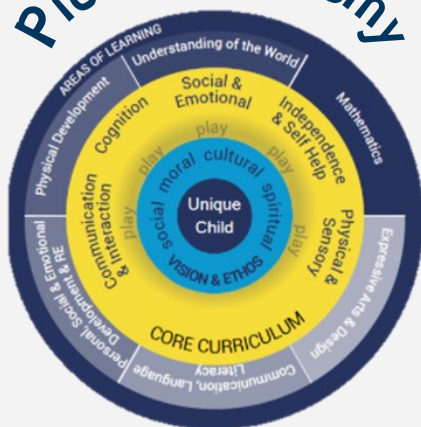 AREAS OF LEARNING
Understanding of the World
Mathematics
Expressive Arts & Design
Communication, Language,
Literacy
Personal, Social & Emotional
Development & RE
Physical Development
Cognition
Social &
Emotional
Independence
& Self Help
Physical &
Sensory
CORE CURRICULUM
Communication
& Interaction
play
play
play
play
play
social moral cultural spiritual
VISION & ETHOS
Unique
Child